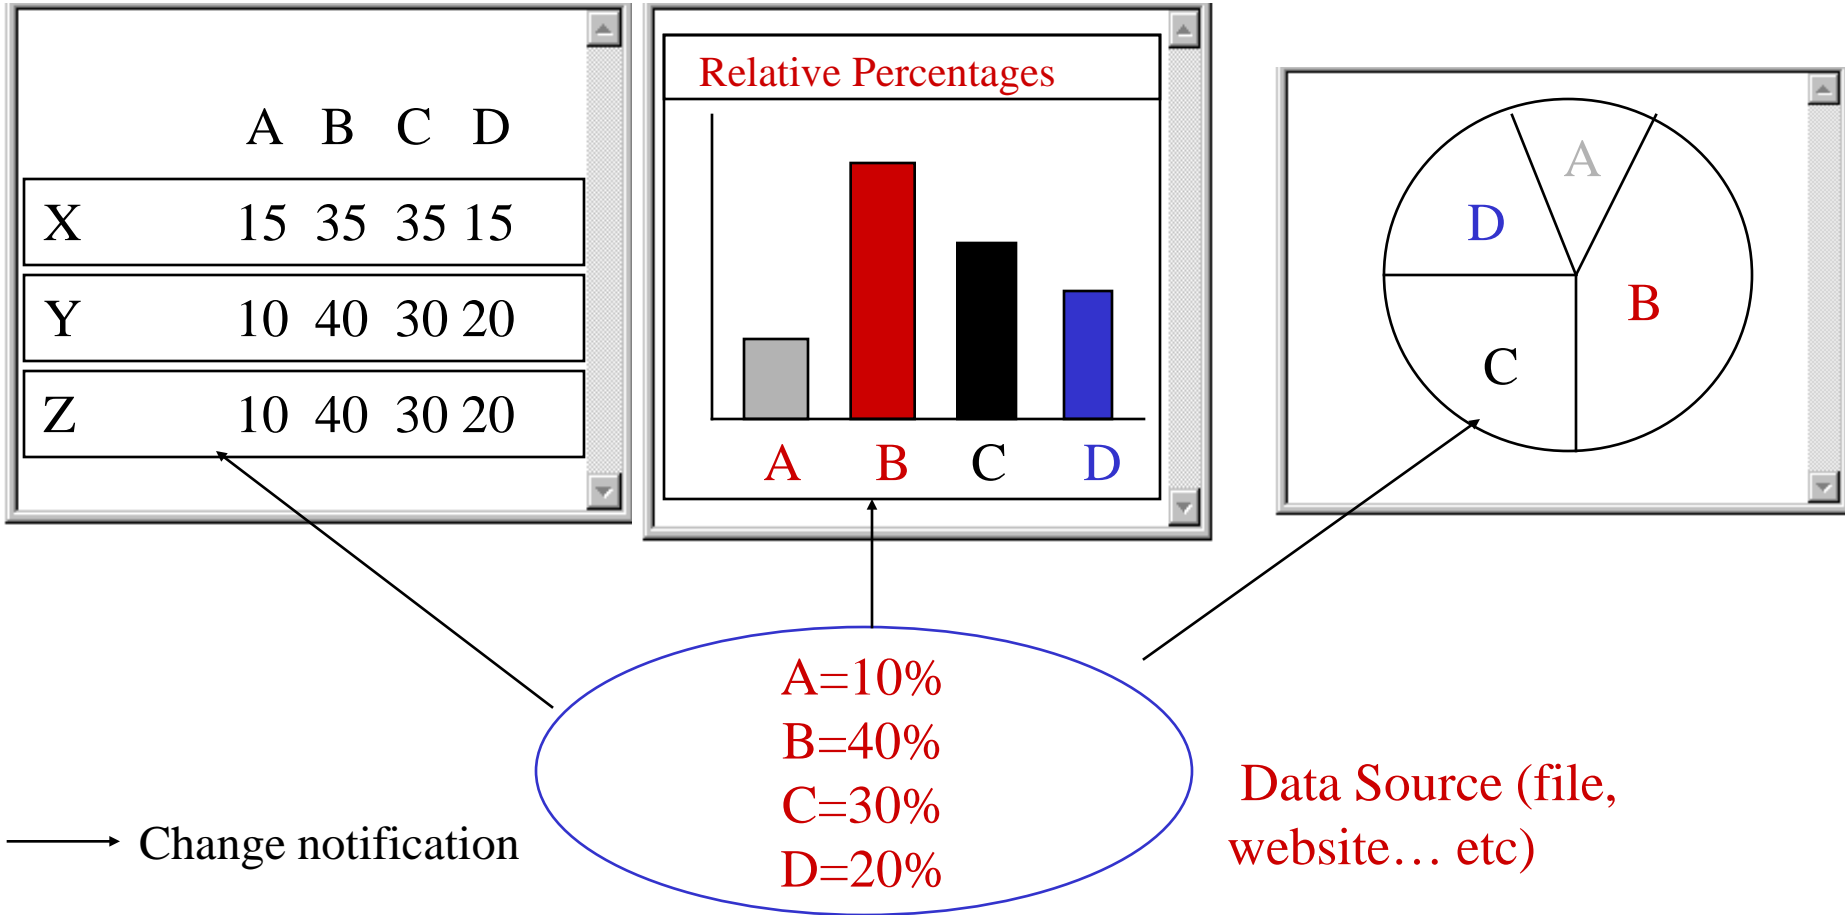 A B C D
X 15 35 35 15
Y 10 40 30 20
Z 10 40 30 20
Relative Percentages
A B C D
A
D
B
C
A=10%
B=40%
C=30%
D=20%
Change notification
Data Source (file,
website… etc)